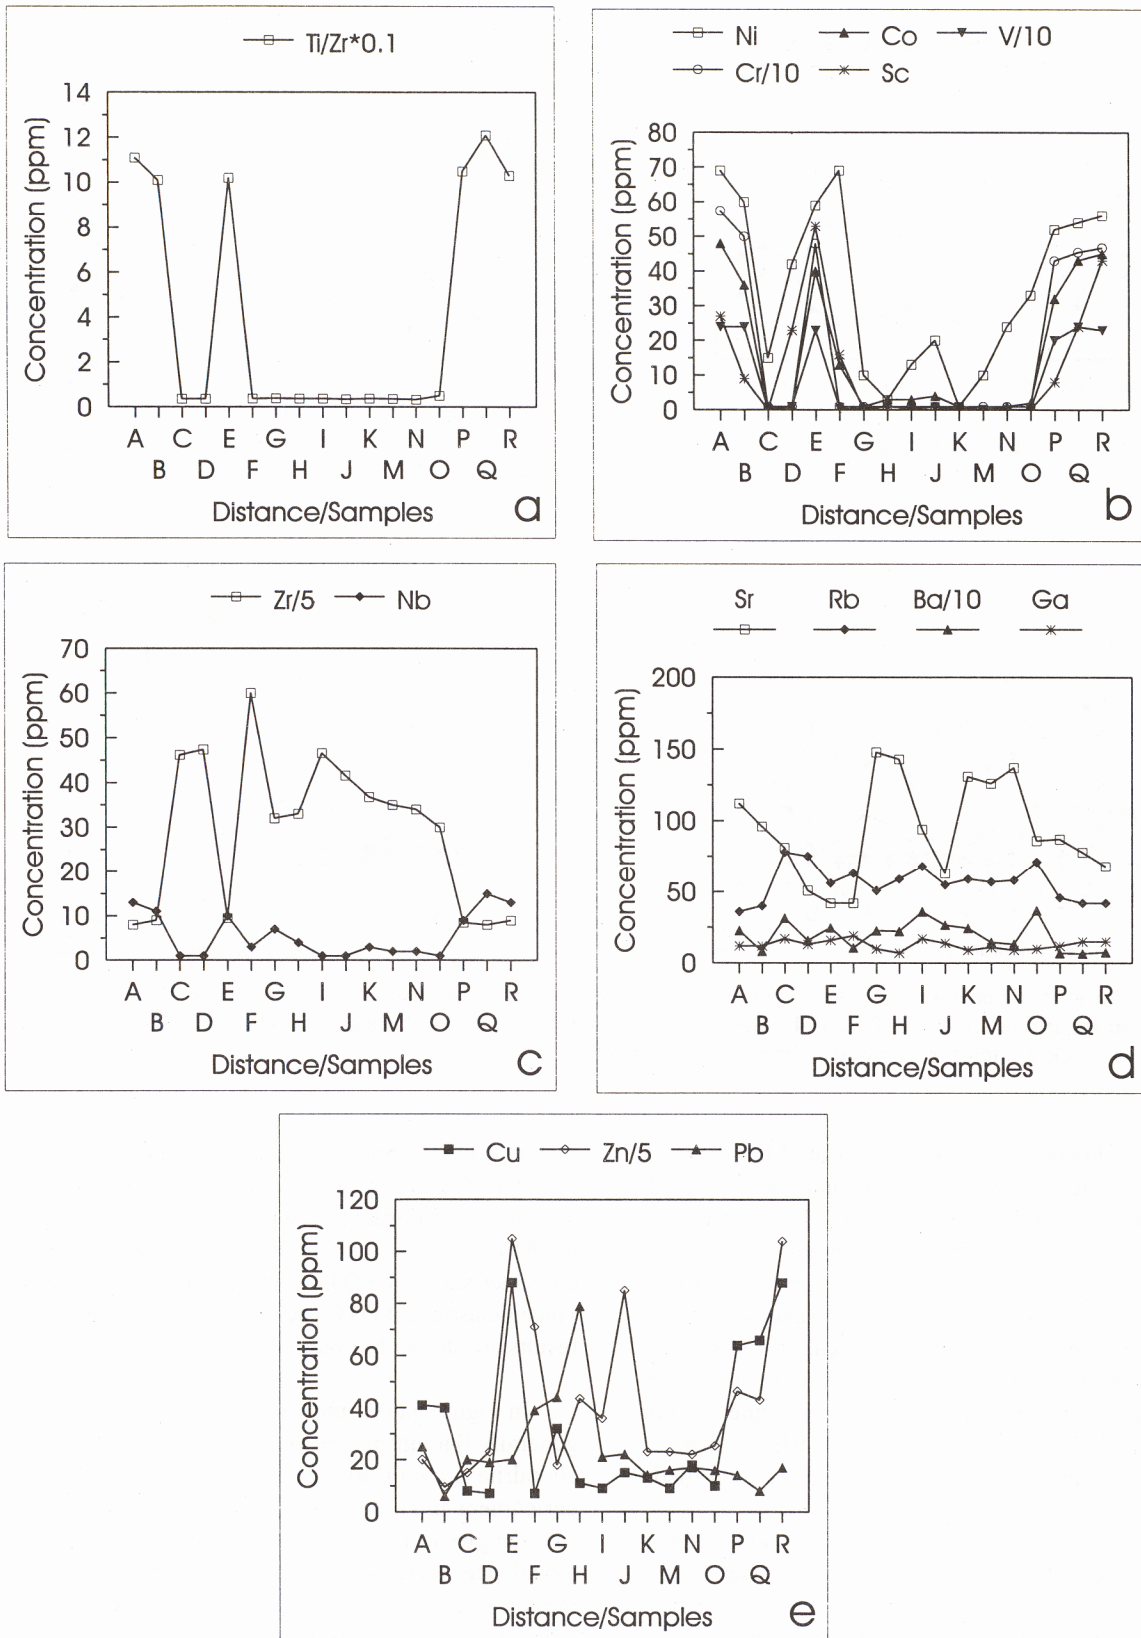 Ti/Zr*0.1
14
12
10
8
6
4
2
0
Concentration (ppm)
A C E G I K N P R
B D F H J M O Q
Distance/Samples
a
Ni Co V/10
Cr/10 Sc
80
70
60
50
40
30
20
10
0
Concentration (ppm)
A C E G I K N P R
B D F H J M O Q
Distance/Samples
b
Zr/5 Nb
70
60
50
40
30
20
10
0
Concentration (ppm)
A C E G I K N P R
B D F H J M O Q
Distance/Samples
c
Sr Rb Ba/10 Ga
200
150
100
50
0
Concentration (ppm)
A C E G I K N P R
B D F H J M O Q
Distance/Samples
d
Cu Zn/5 Pb
120
100
80
60
40
20
0
Concentration (ppm)
A C E G I K N P R
B D F H J M O Q
Distance/Samples
e